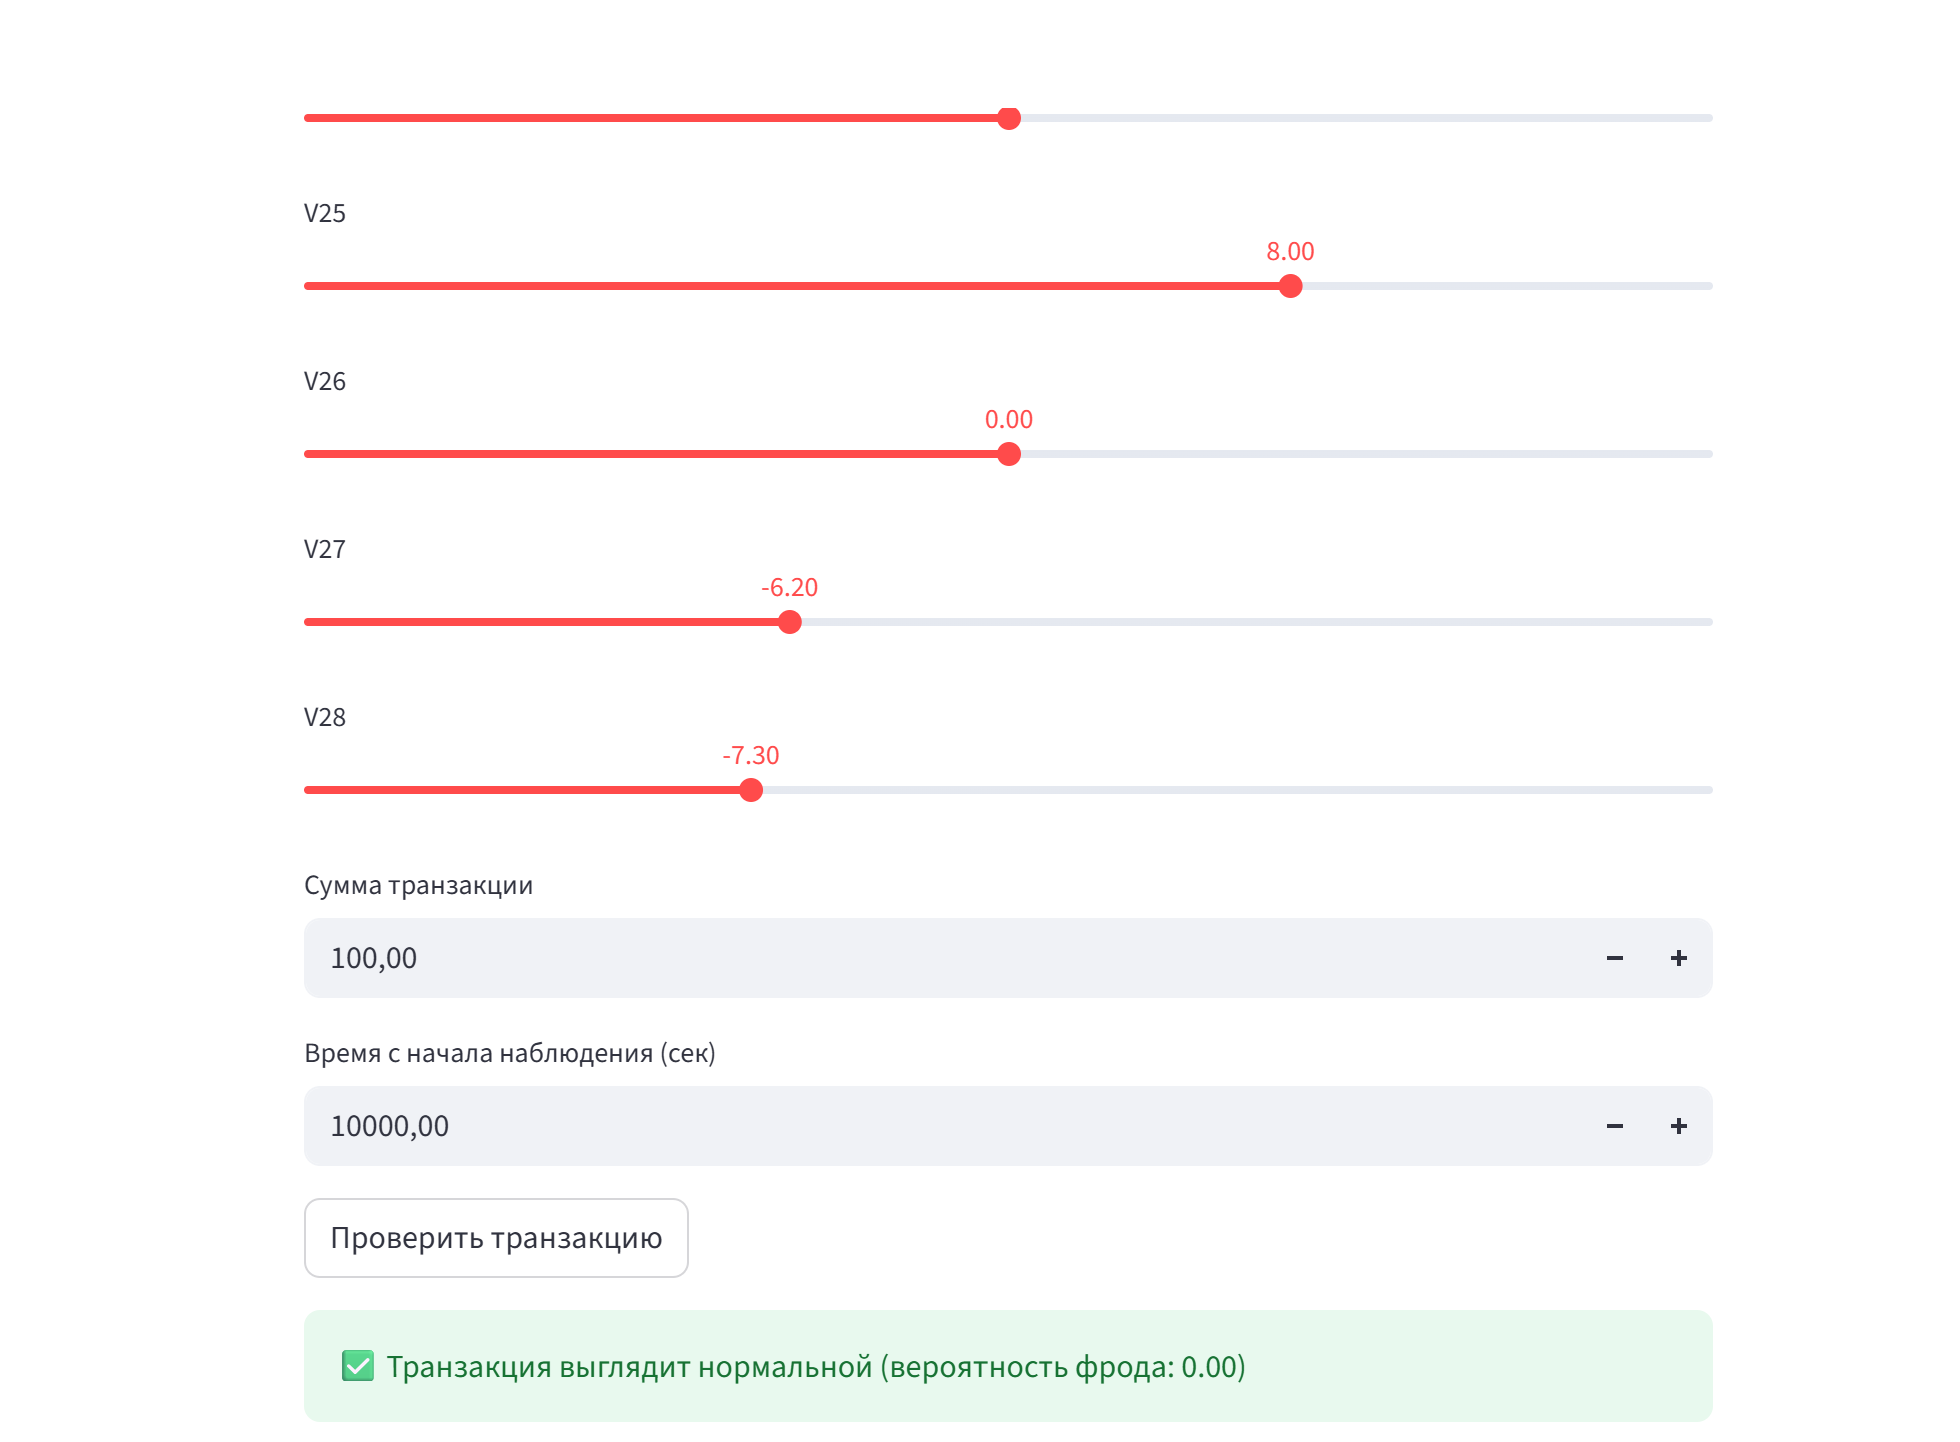 V25
8.00
V26
0.00
V27
-6.20
V28
-7.30
Сумма транзакции
100,00
Время с начала наблюдения (сек)
10000,00
Проверить транзакцию
✅ Транзакция выглядит нормальной (вероятность фрода: 0.00)